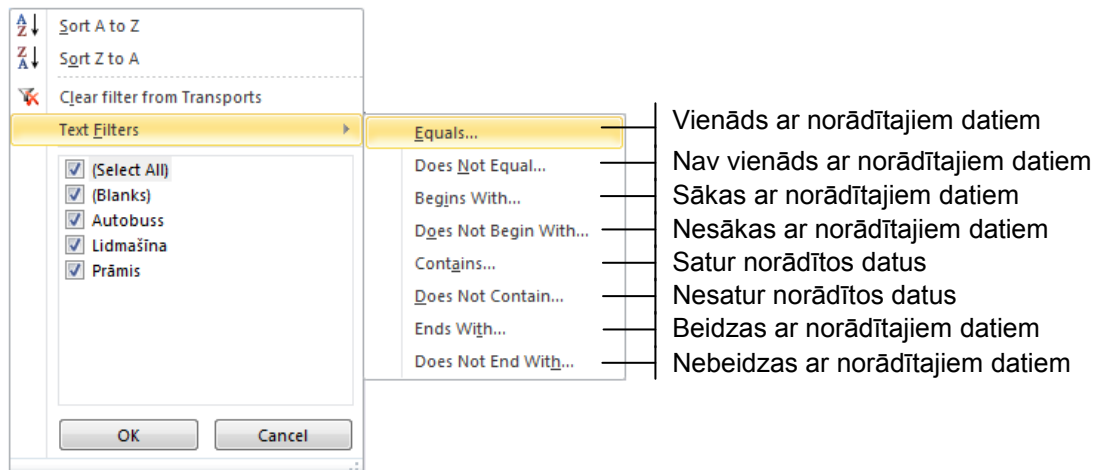 Sort A to Z
Sort Z to A
Clear filter from Transports
Text Filters
(Select All)
(Blanks)
Autobuss
Lidmašīna
Prāmis
OK
Cancel
Equals...
Does Not Equal...
Begins With...
Does Not Begin With...
Contains...
Does Not Contain...
Ends With...
Does Not End With...
Vienāds ar norādītajiem datiem
Nav vienāds ar norādītajiem datiem
Sākas ar norādītajiem datiem
Nesākas ar norādītajiem datiem
Satur norādītos datus
Nesatur norādītos datus
Beidzas ar norādītajiem datiem
Nebeidzas ar norādītajiem datiem